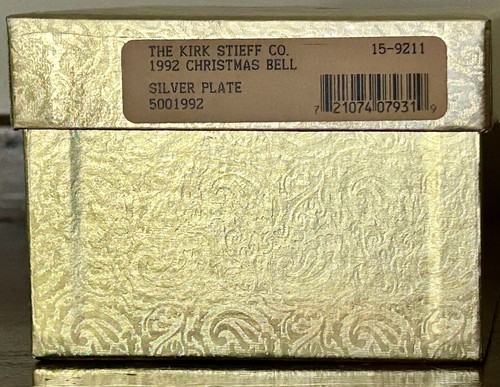 THE KIRK STIEFF CO. 15-9211
1992 CHRISTMAS BELL
SILVER PLATE
5001992
7 21074 07931 9